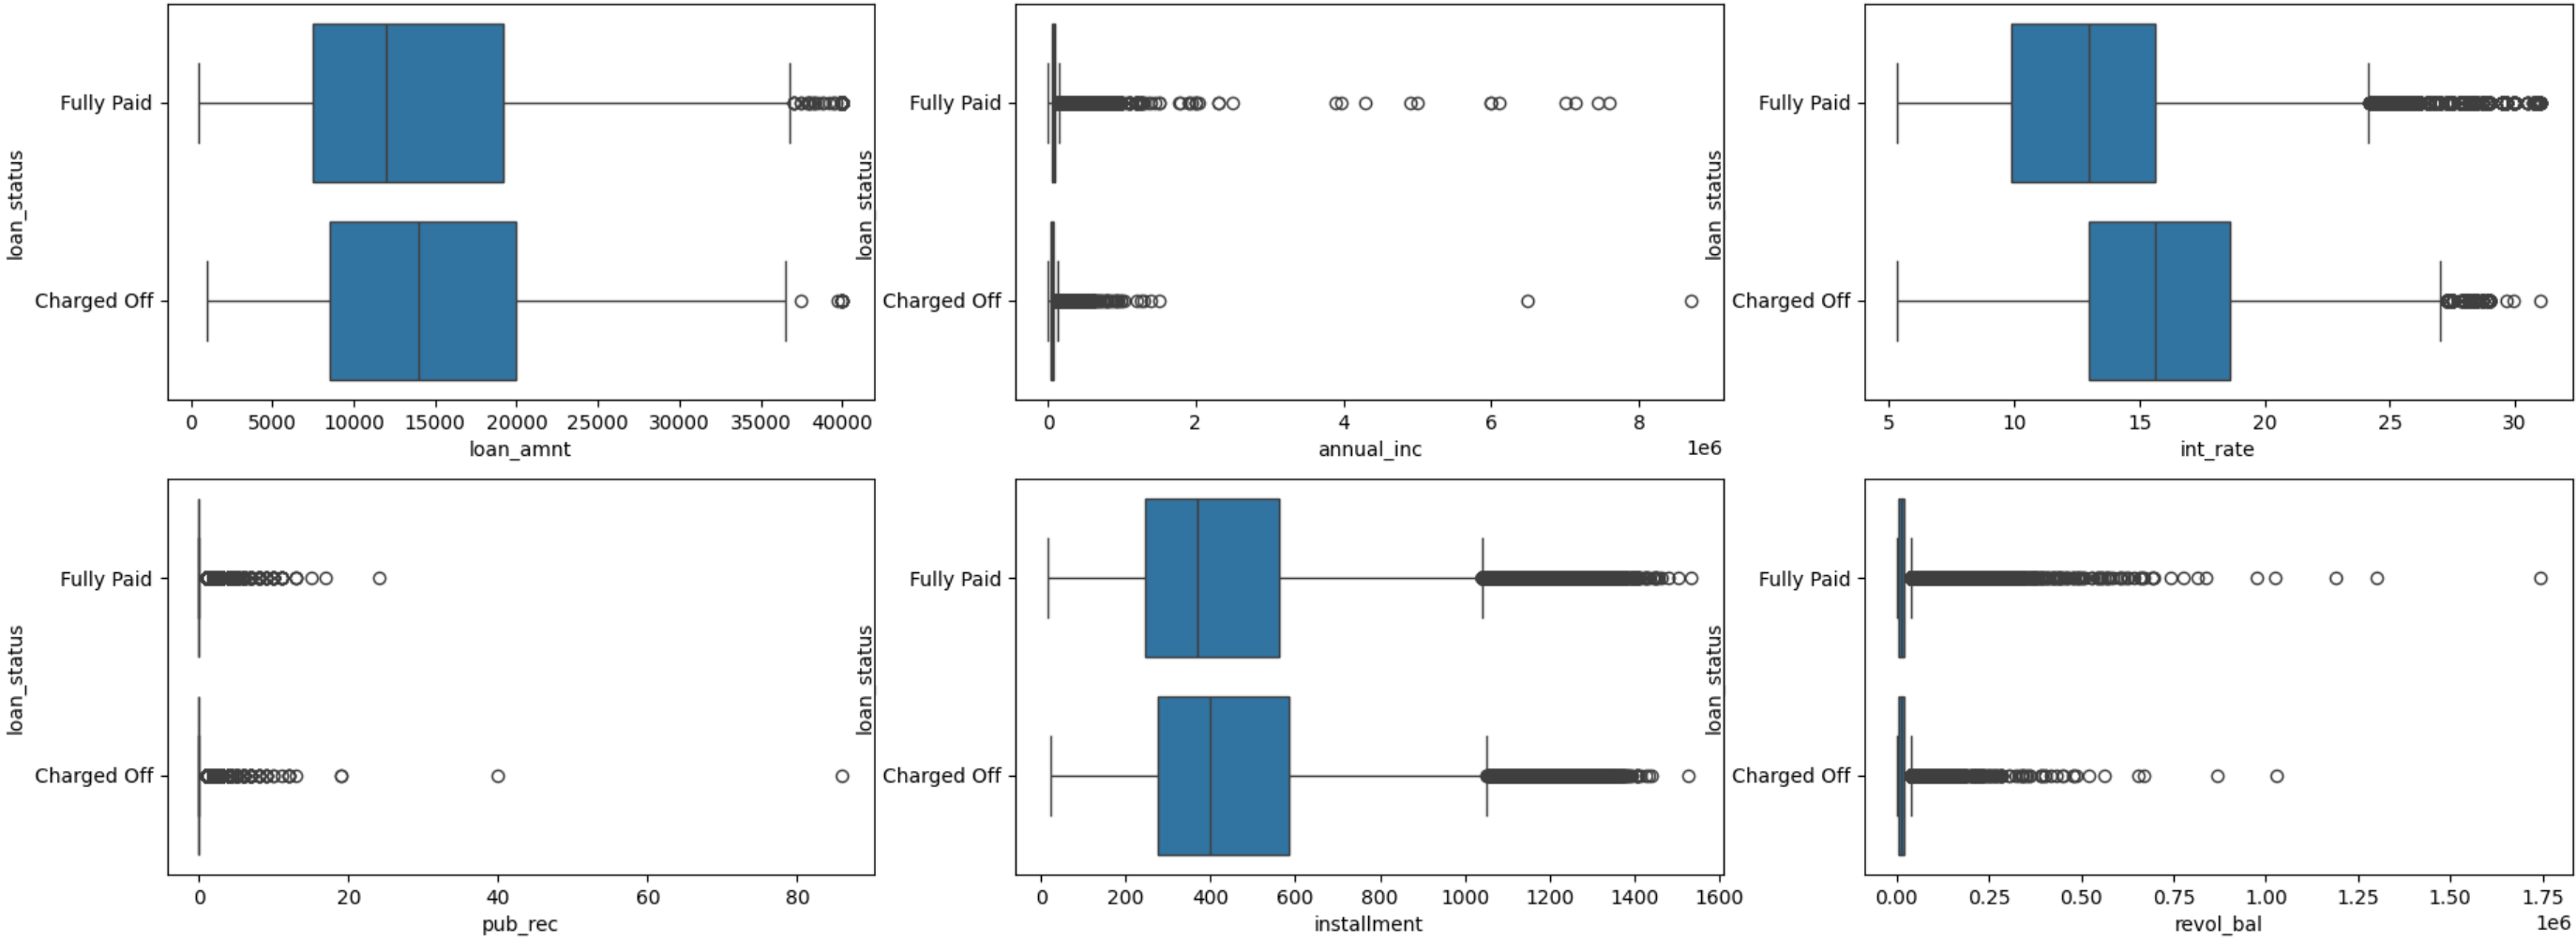 loan_status
Fully Paid
Charged Off
0 5000 10000 15000 20000 25000 30000 35000 40000
loan_amnt
loan_status
Fully Paid
Charged Off
0 2 4 6 8
annual_inc
1e6
loan_status
Fully Paid
Charged Off
5 10 15 20 25 30
int_rate
loan_status
Fully Paid
Charged Off
0 20 40 60 80
pub_rec
loan_status
Fully Paid
Charged Off
0 200 400 600 800 1000 1200 1400 1600
installment
loan_status
Fully Paid
Charged Off
0.00 0.25 0.50 0.75 1.00 1.25 1.50 1.75
revol_bal
1e6